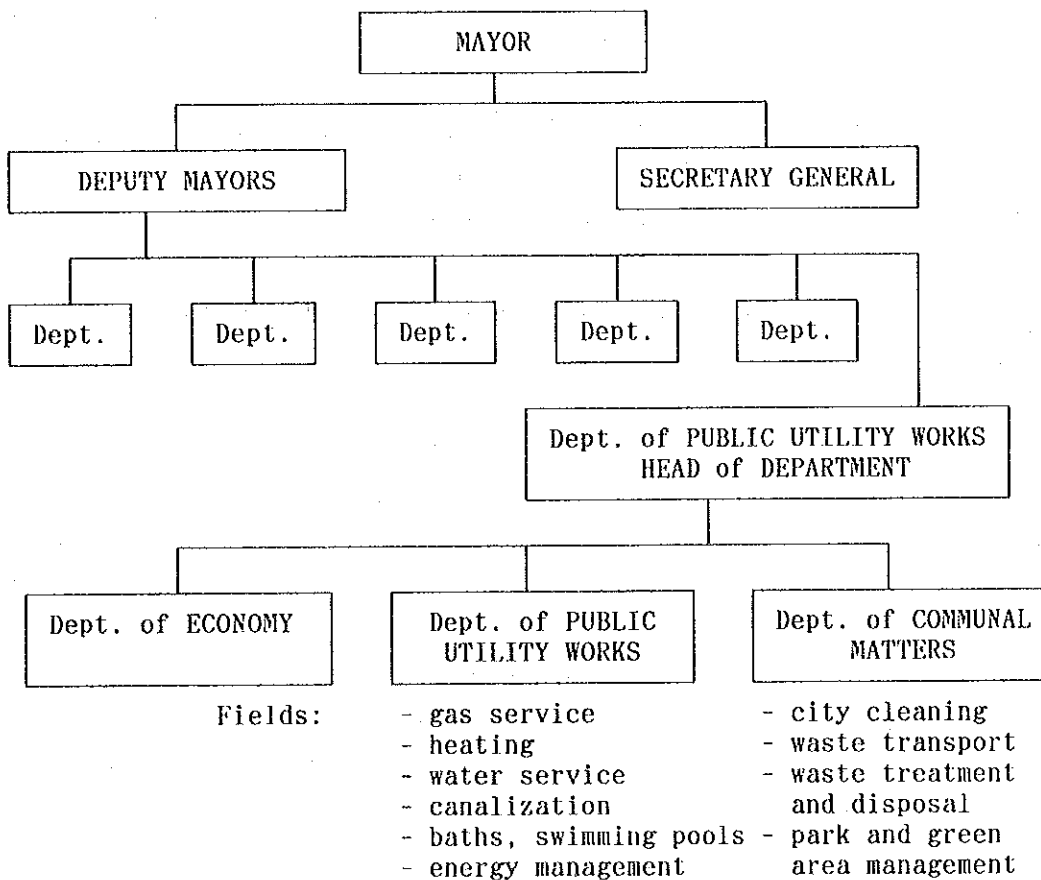 MAYOR
DEPUTY MAYORS
SECRETARY GENERAL
Dept.
Dept.
Dept.
Dept.
Dept.
Dept. of PUBLIC UTILITY WORKS
HEAD of DEPARTMENT
Dept. of ECONOMY
Dept. of PUBLIC
UTILITY WORKS
Dept. of COMMUNAL
MATTERS
Fields:
- gas service
- heating
- water service
- canalization
- baths, swimming pools
- energy management
- city cleaning
- waste transport
- waste treatment
and disposal
- park and green
area management